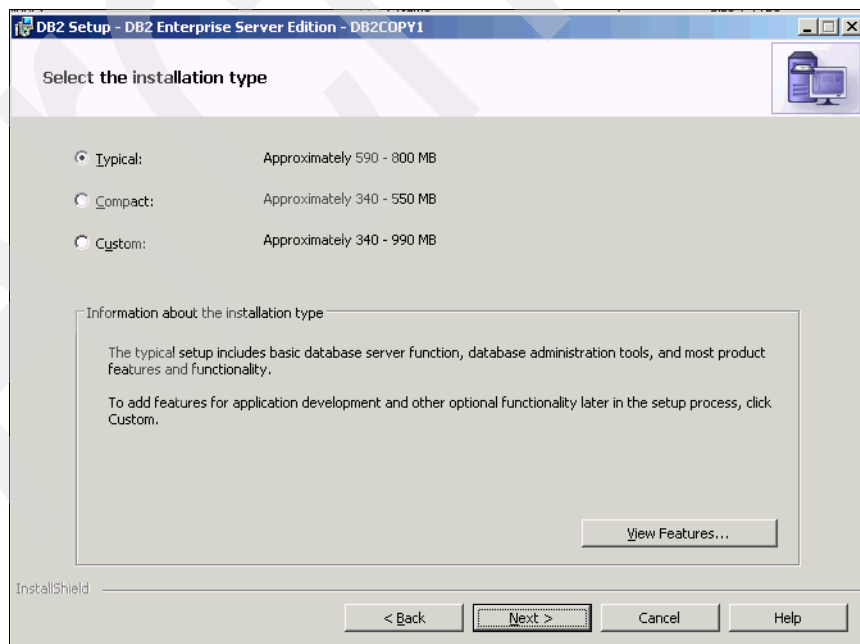 DB2 Setup - DB2 Enterprise Server Edition - DB2COPY1
Select the installation type
Typical: Approximately 590 - 800 MB
Compact: Approximately 340 - 550 MB
Custom: Approximately 340 - 990 MB
Information about the installation type
The typical setup includes basic database server function, database administration tools, and most product
features and functionality.
To add features for application development and other optional functionality later in the setup process, click
Custom.
View Features...
InstallShield
< Back Next > Cancel Help